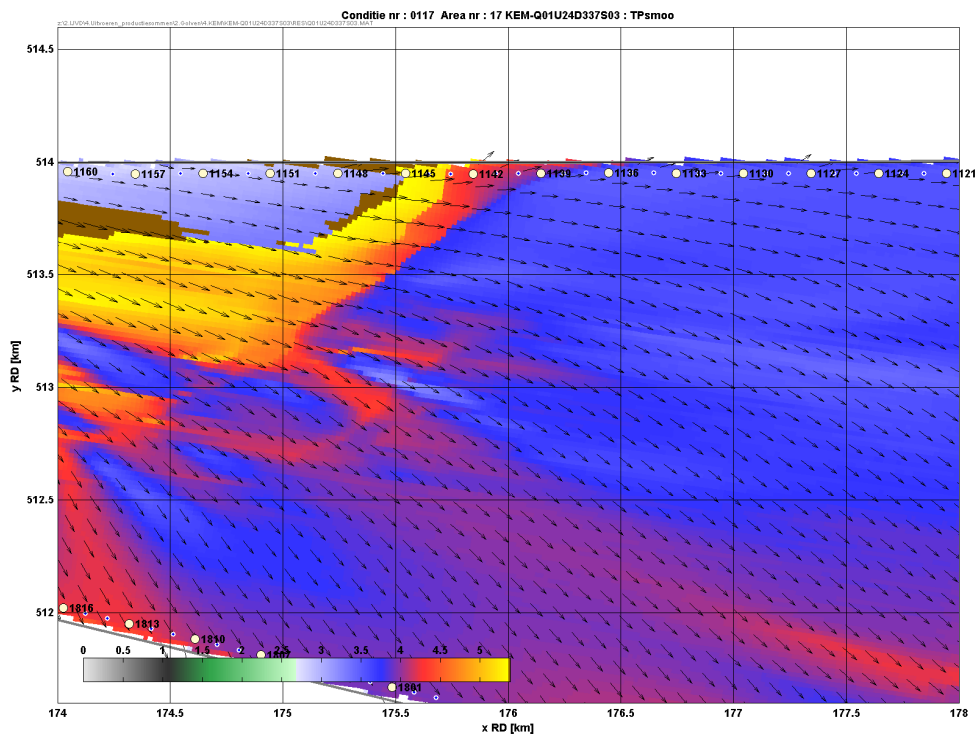 Conditie nr : 0117 Area nr : 17 KEM-Q01U24D337S03 : TPsmoo
514.5
514
1160 1157 1154 1151 1148 1145 1142 1139 1136 1133 1130 1127 1124 1121
513.5
y RD [km]
513
512.5
512
1816
1813
1810
1807
0 0.5 1 1.5 2 2.5 3 3.5 4 4.5 5
1801
174 174.5 175 175.5 176 176.5 177 177.5 178
x RD [km]